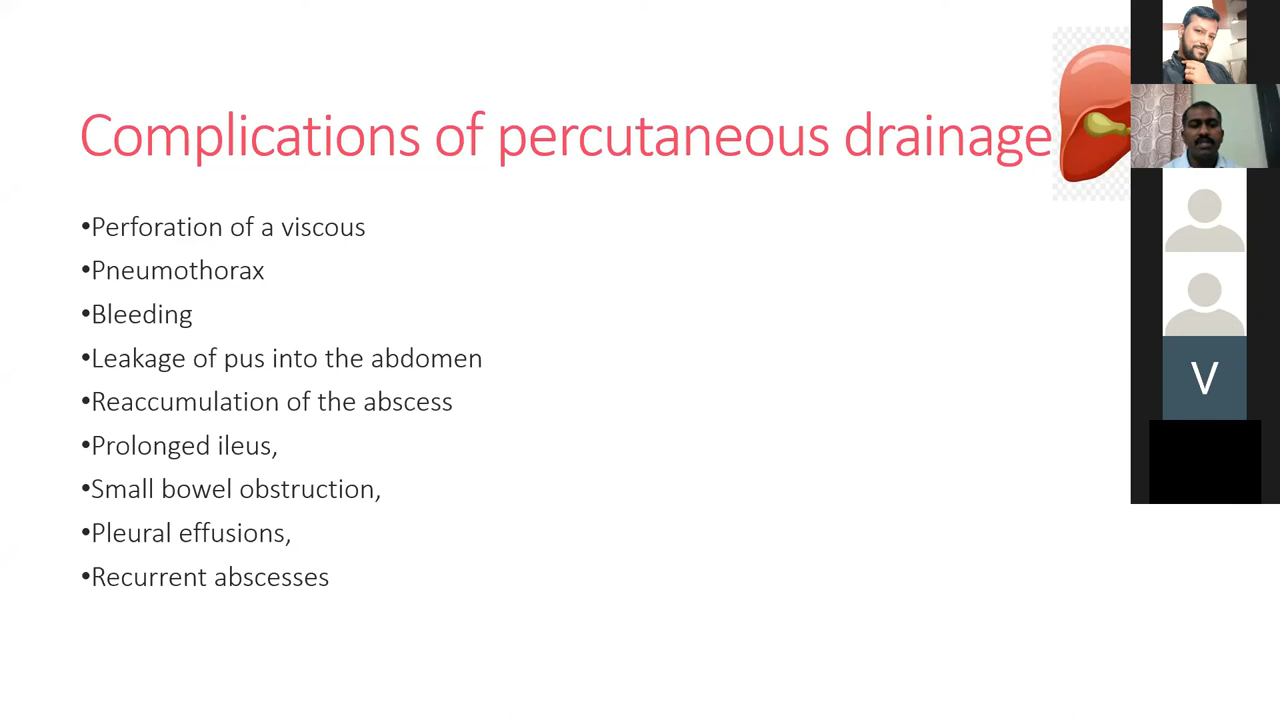 Complications of percutaneous drainage
•Perforation of a viscous
•Pneumothorax
•Bleeding
•Leakage of pus into the abdomen
•Reaccumulation of the abscess
•Prolonged ileus,
•Small bowel obstruction,
•Pleural effusions,
•Recurrent abscesses
V